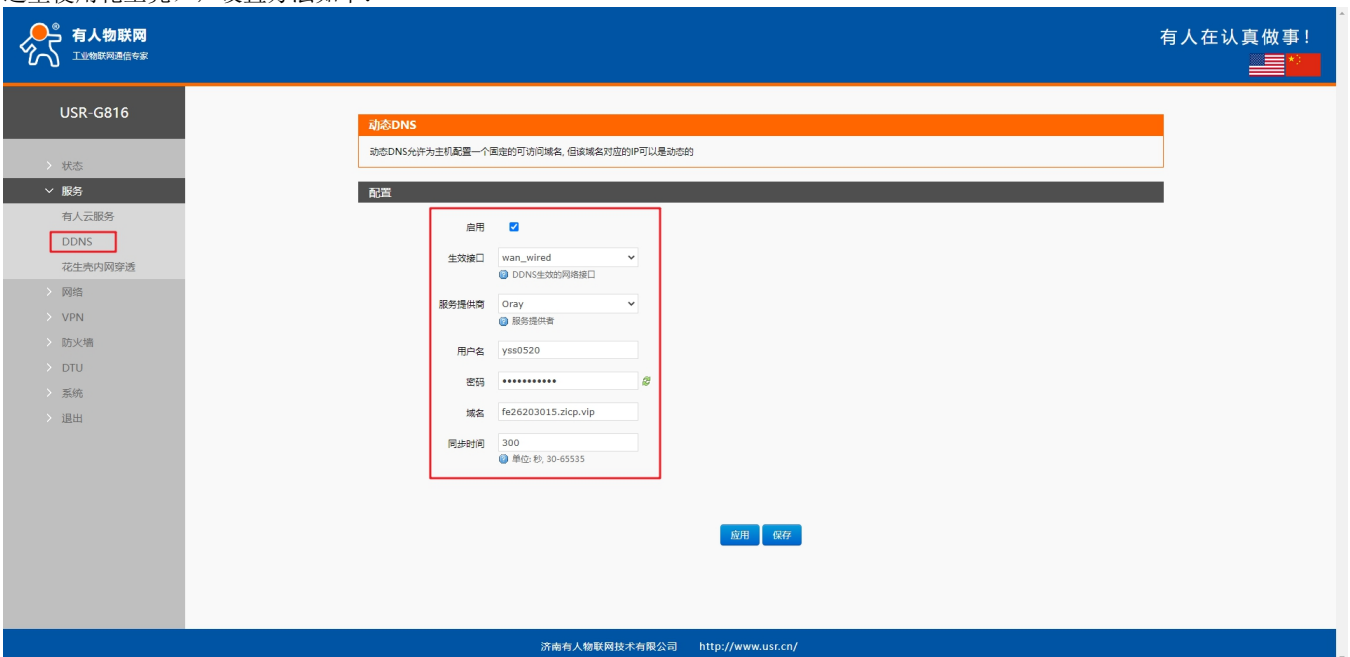 有人物联网
工业物联网通信专家
有人在认真做事!
USR-G816
状态
服务
有人云服务
DDNS
花生壳内网穿透
网络
VPN
防火墙
DTU
系统
退出
动态DNS
动态DNS允许为主机配置一个固定的可访问域名, 但该域名对应的IP可以是动态的
配置
启用
生效接口 wan_wired
DDNS生效的网络接口
服务提供商 Oray
服务提供者
用户名 yss0520
密码 •••••••••••
域名 fe26203015.zicp.vip
同步时间 300
单位: 秒, 30-65535
应用 保存
济南有人物联网技术有限公司 http://www.usr.cn/